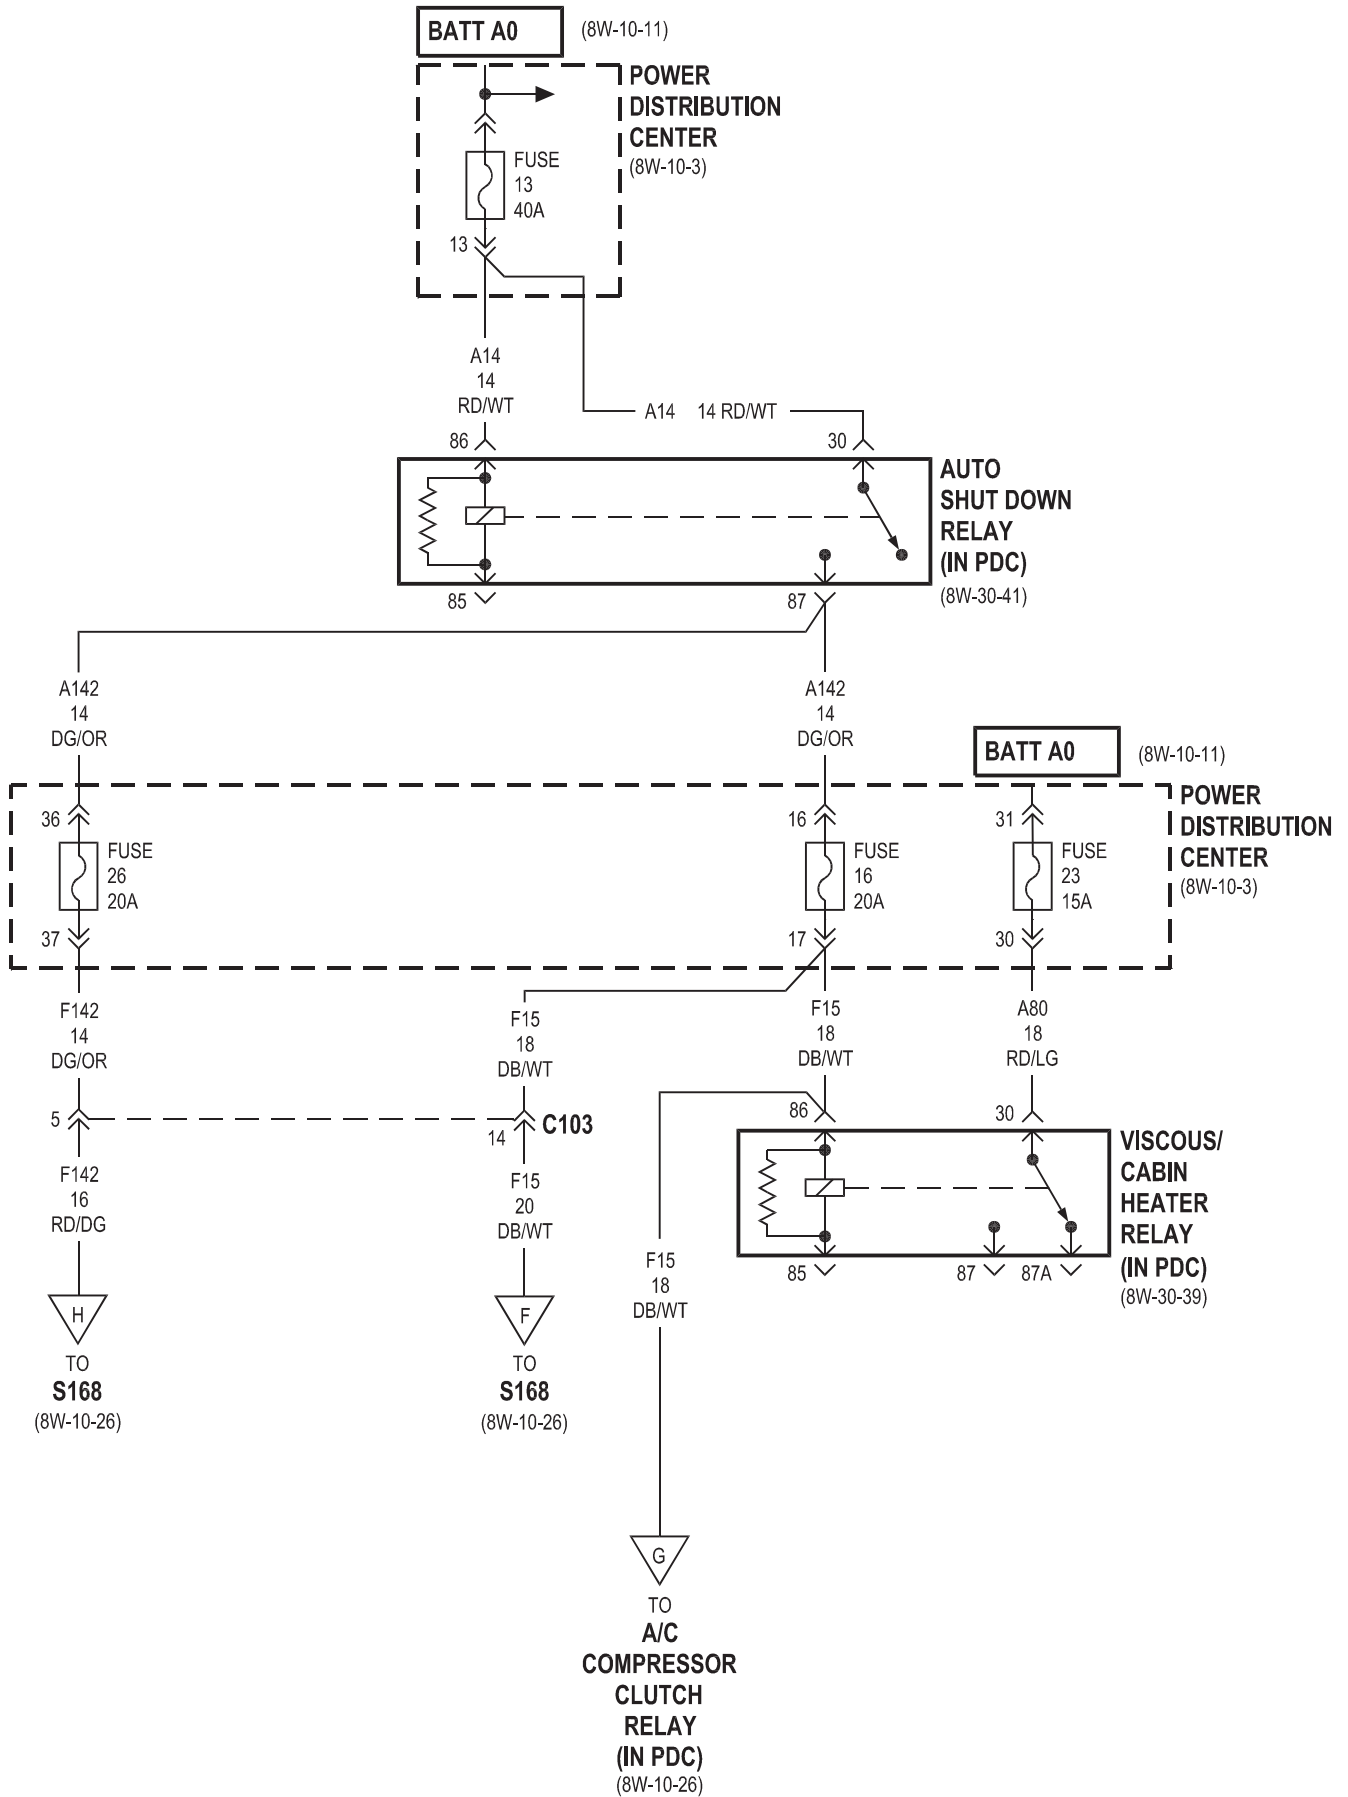 BATT A0
(8W-10-11)
POWER
DISTRIBUTION
CENTER
(8W-10-3)
FUSE
13
40A
13
A14
14
RD/WT
A14 14 RD/WT
86
30
AUTO
SHUT DOWN
RELAY
(IN PDC)
(8W-30-41)
85
87
A142
14
DG/OR
A142
14
DG/OR
BATT A0
(8W-10-11)
POWER
DISTRIBUTION
CENTER
(8W-10-3)
36
FUSE
26
20A
37
16
FUSE
16
20A
17
31
FUSE
23
15A
30
F142
14
DG/OR
F15
18
DB/WT
F15
18
DB/WT
A80
18
RD/LG
5
14
C103
86
30
VISCOUS/
CABIN
HEATER
RELAY
(IN PDC)
(8W-30-39)
F142
16
RD/DG
F15
20
DB/WT
F15
18
DB/WT
85
87
87A
H
TO
S168
(8W-10-26)
F
TO
S168
(8W-10-26)
G
TO
A/C
COMPRESSOR
CLUTCH
RELAY
(IN PDC)
(8W-10-26)